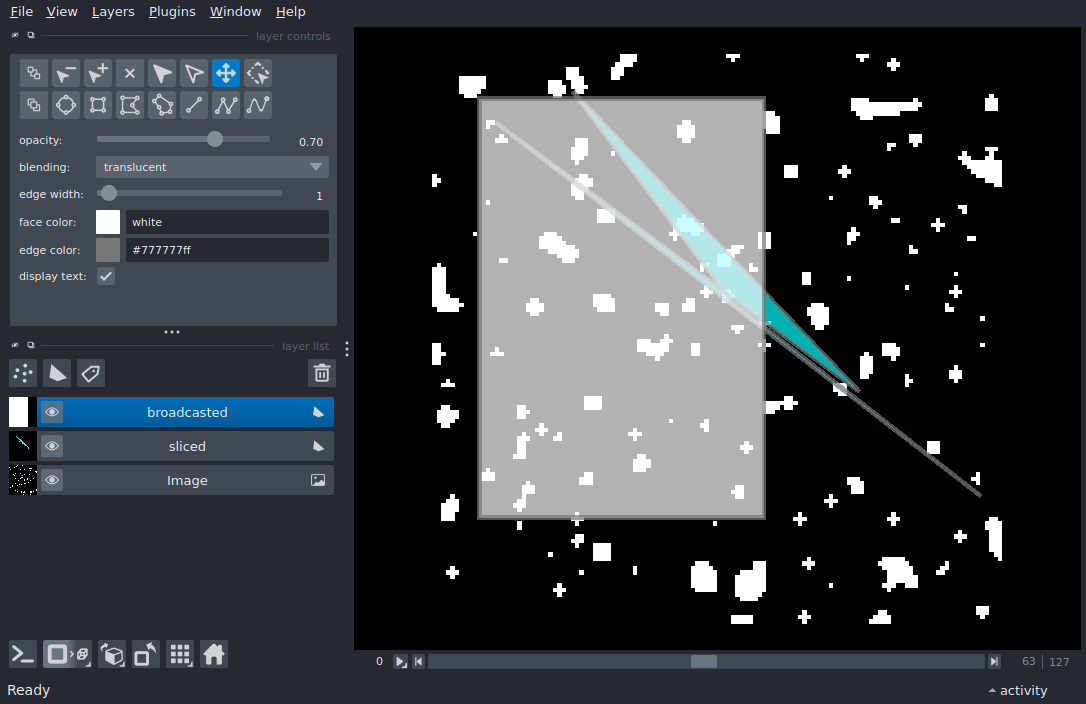 File View Layers Plugins Window Help
layer controls
opacity: 0.70
blending: translucent
edge width: 1
face color: white
edge color: #777777ff
display text:
layer list
broadcasted
sliced
Image
0 63 127
Ready activity